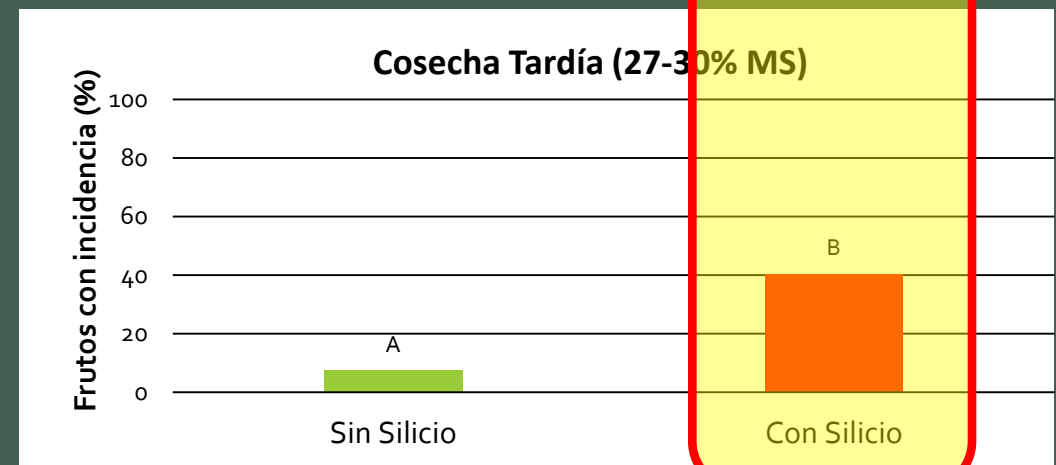 Cosecha Tardía (27-30% MS)
Frutos con incidencia (%)
100
80
60
40
20
0
A
B
Sin Silicio
Con Silicio